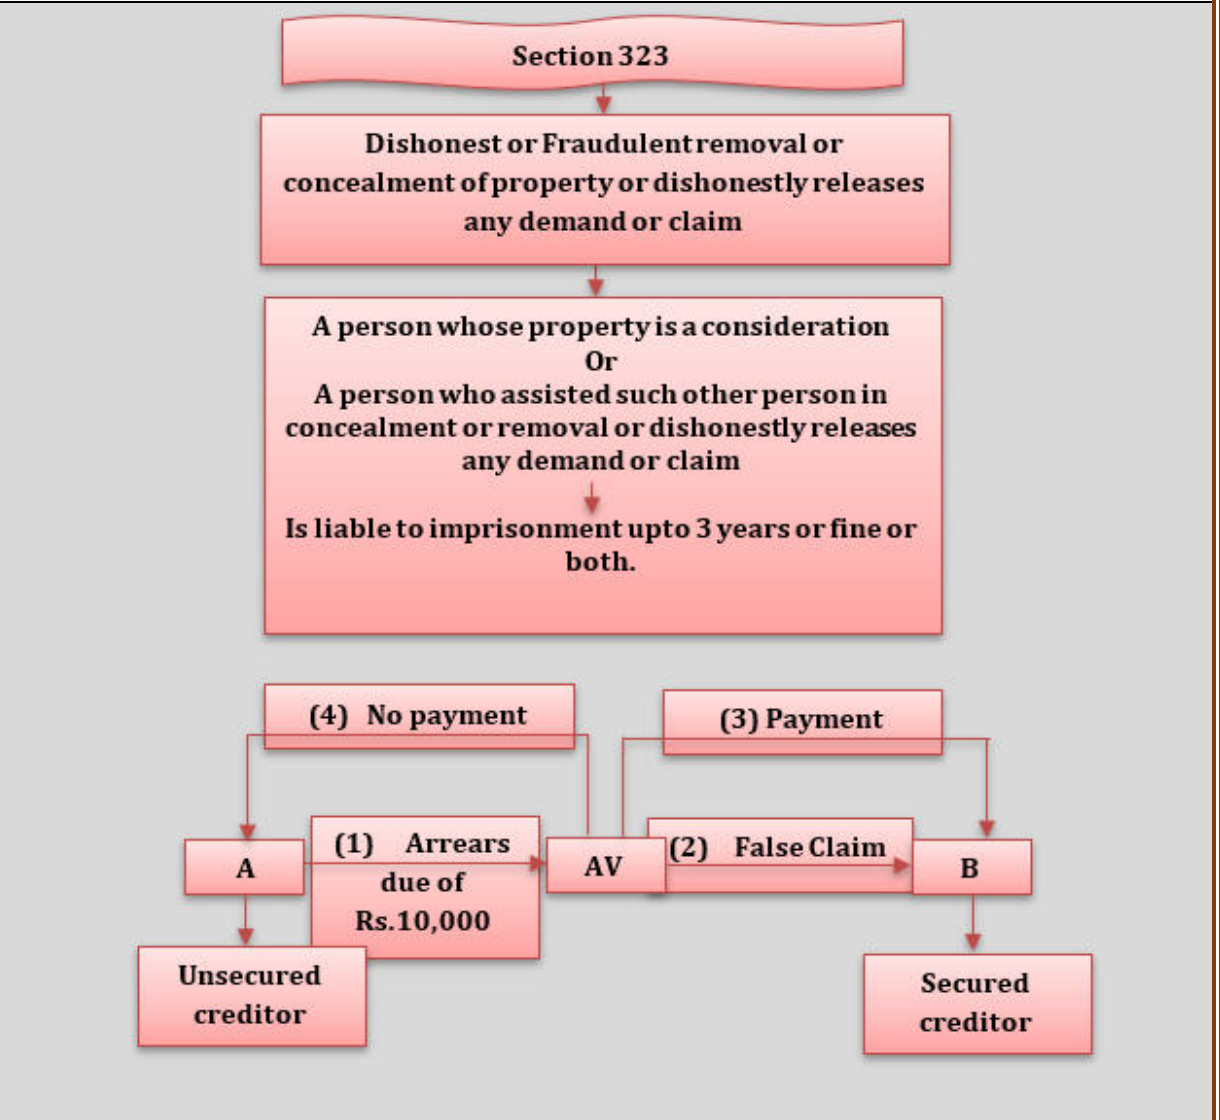 Section 323
Dishonest or Fraudulent removal or
concealment of property or dishonestly releases
any demand or claim
A person whose property is a consideration
Or
A person who assisted such other person in
concealment or removal or dishonestly releases
any demand or claim
Is liable to imprisonment upto 3 years or fine or
both.
(4) No payment
(3) Payment
A
(1) Arrears
due of
Rs.10,000
AV
(2) False Claim
B
Unsecured
creditor
Secured
creditor